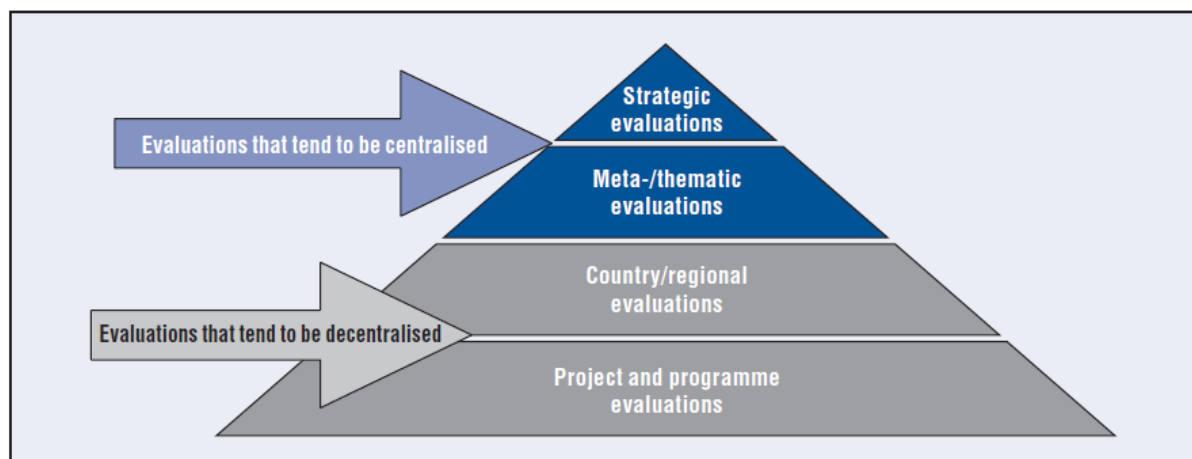 Strategic
evaluations
Evaluations that tend to be centralised
Meta-/thematic
evaluations
Country/regional
evaluations
Evaluations that tend to be decentralised
Project and programme
evaluations